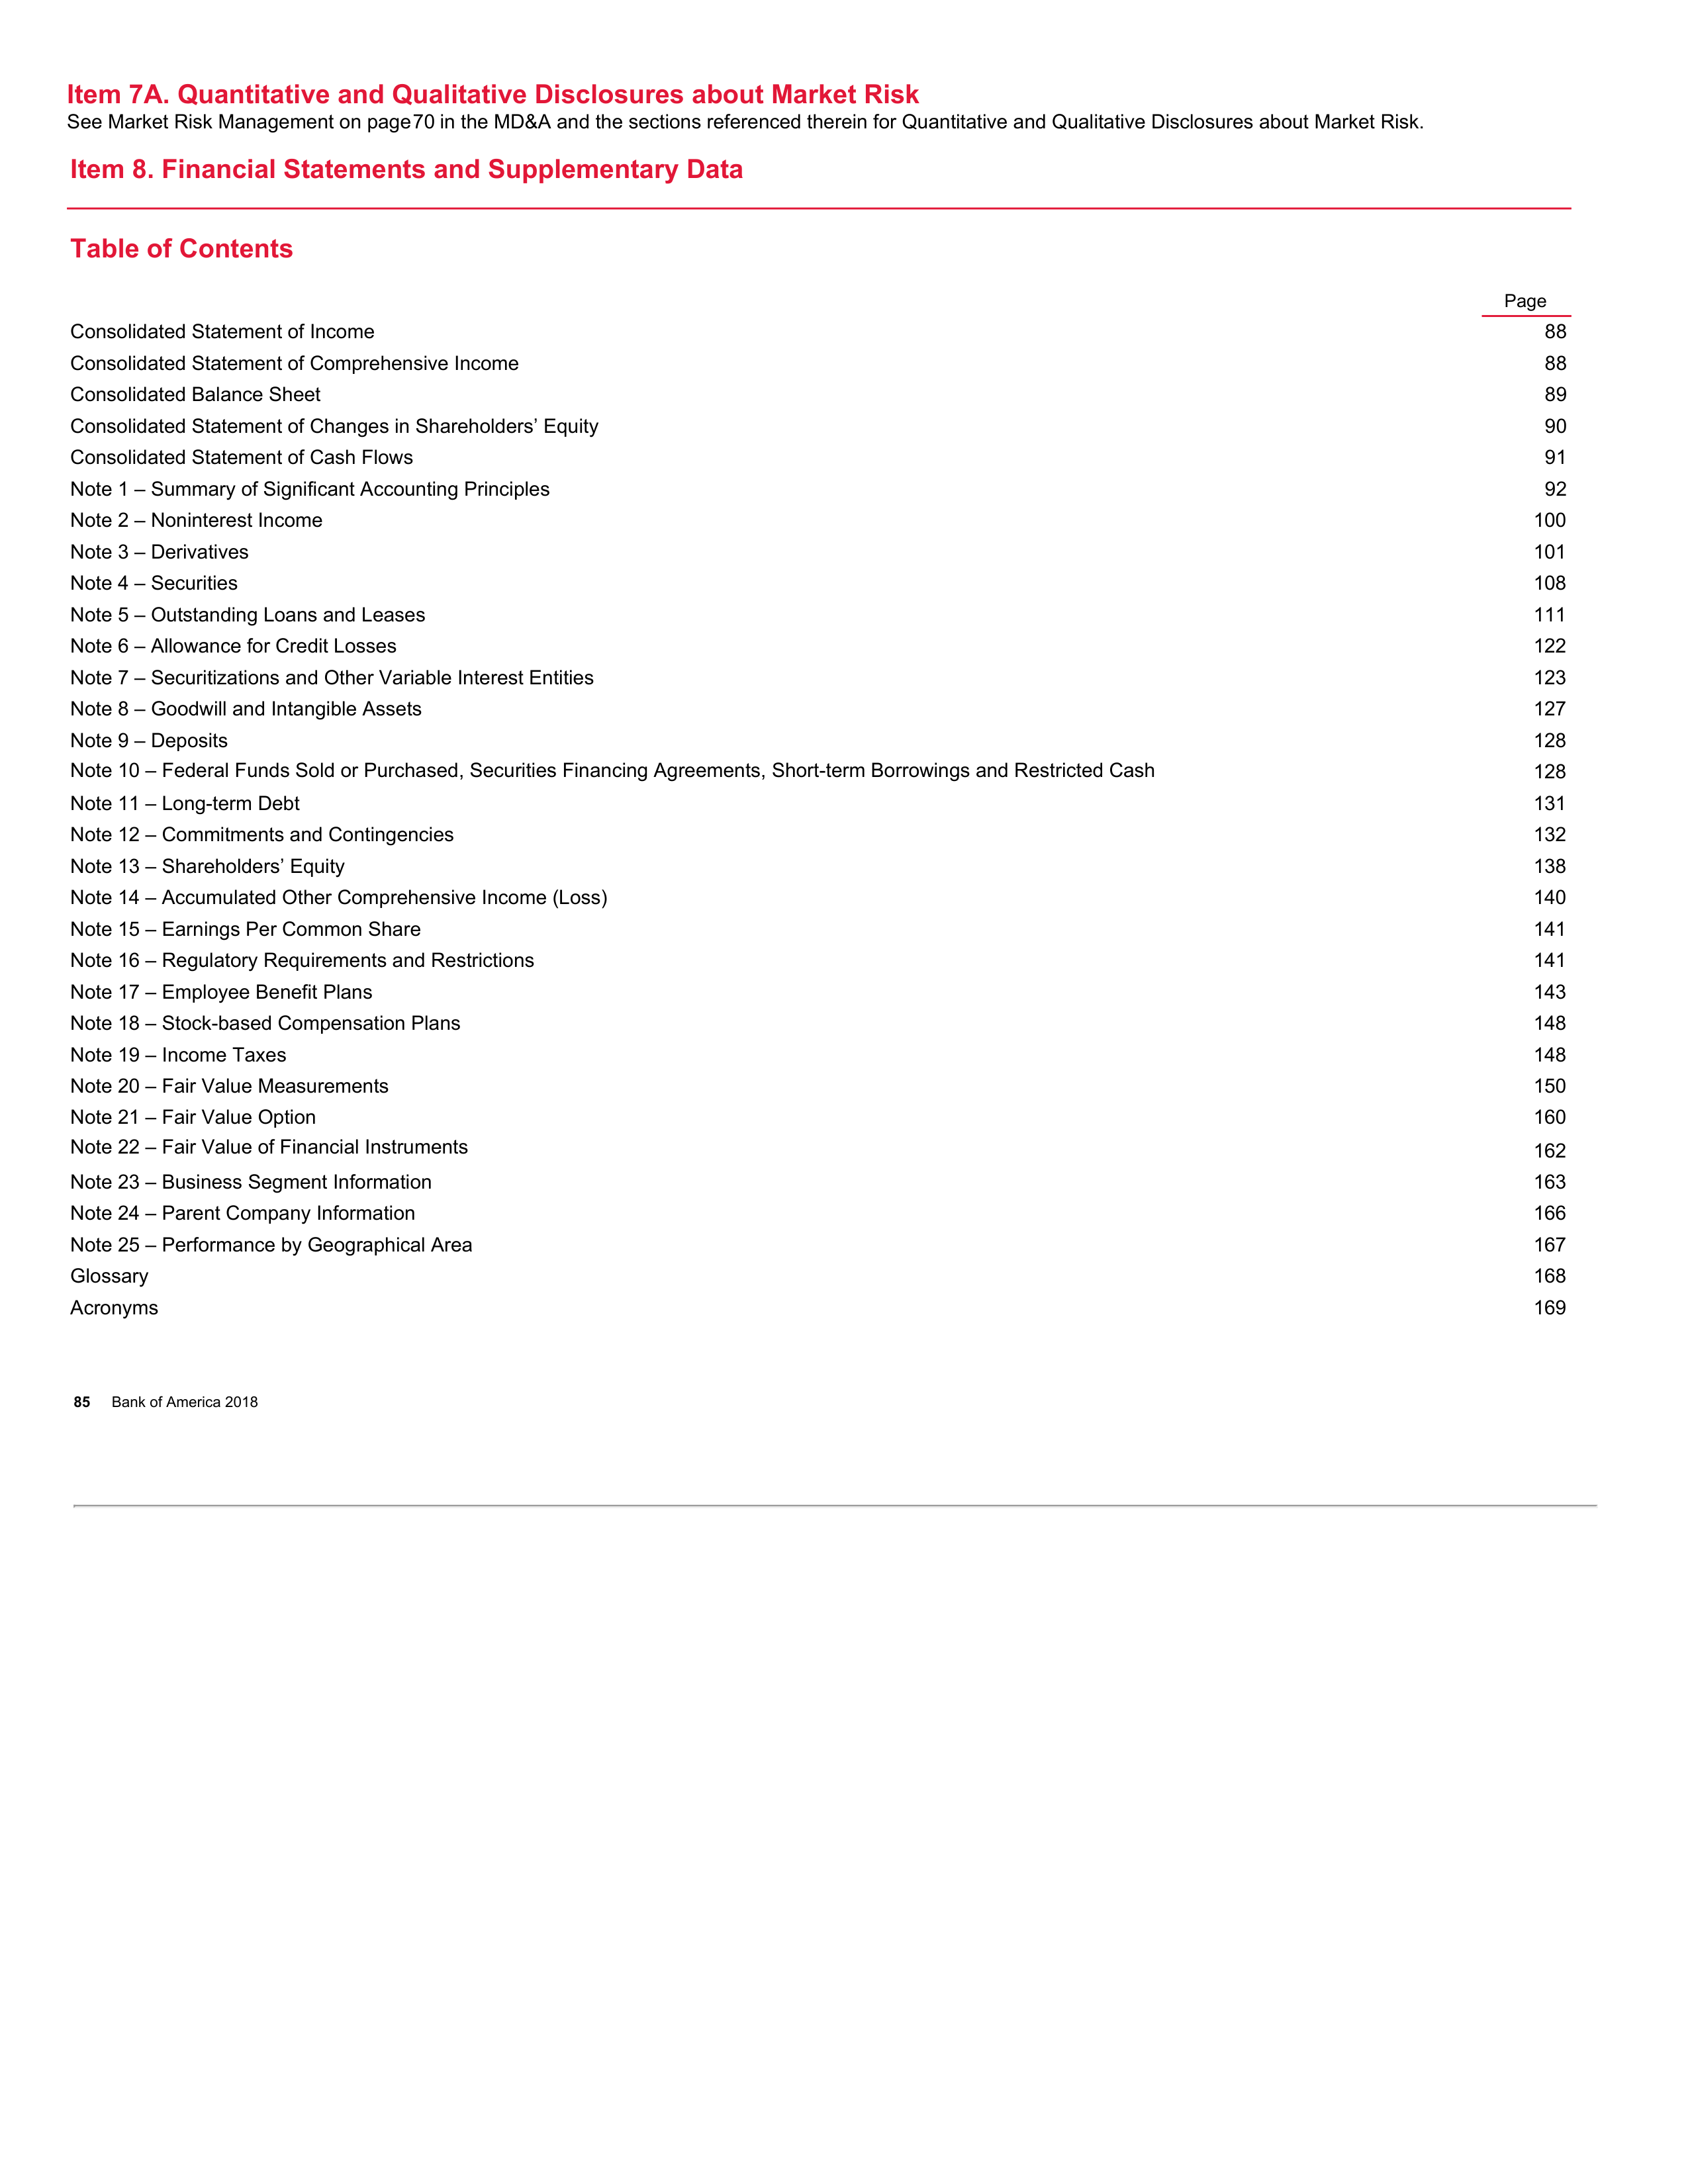 Item 7A. Quantitative and Qualitative Disclosures about Market Risk
See Market Risk Management on page70 in the MD&A and the sections referenced therein for Quantitative and Qualitative Disclosures about Market Risk.
Item 8. Financial Statements and Supplementary Data
Table of Contents
Page
Consolidated Statement of Income 88
Consolidated Statement of Comprehensive Income 88
Consolidated Balance Sheet 89
Consolidated Statement of Changes in Shareholders’ Equity 90
Consolidated Statement of Cash Flows 91
Note 1 – Summary of Significant Accounting Principles 92
Note 2 – Noninterest Income 100
Note 3 – Derivatives 101
Note 4 – Securities 108
Note 5 – Outstanding Loans and Leases 111
Note 6 – Allowance for Credit Losses 122
Note 7 – Securitizations and Other Variable Interest Entities 123
Note 8 – Goodwill and Intangible Assets 127
Note 9 – Deposits 128
Note 10 – Federal Funds Sold or Purchased, Securities Financing Agreements, Short-term Borrowings and Restricted Cash 128
Note 11 – Long-term Debt 131
Note 12 – Commitments and Contingencies 132
Note 13 – Shareholders’ Equity 138
Note 14 – Accumulated Other Comprehensive Income (Loss) 140
Note 15 – Earnings Per Common Share 141
Note 16 – Regulatory Requirements and Restrictions 141
Note 17 – Employee Benefit Plans 143
Note 18 – Stock-based Compensation Plans 148
Note 19 – Income Taxes 148
Note 20 – Fair Value Measurements 150
Note 21 – Fair Value Option 160
Note 22 – Fair Value of Financial Instruments 162
Note 23 – Business Segment Information 163
Note 24 – Parent Company Information 166
Note 25 – Performance by Geographical Area 167
Glossary 168
Acronyms 169
85 Bank of America 2018